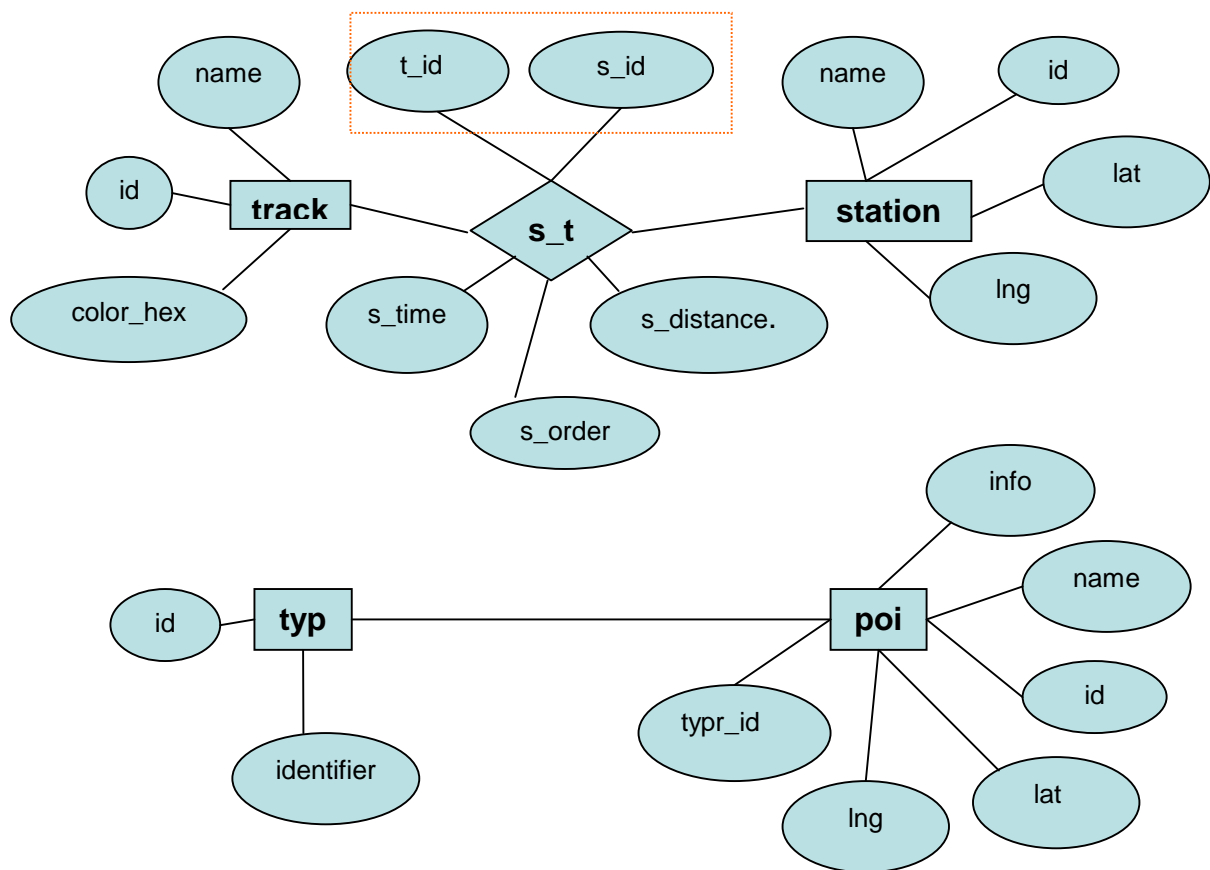 name
t_id
s_id
name
id
id
track
s_t
station
lat
color_hex
s_time
s_distance.
lng
s_order
info
id
typ
poi
name
typr_id
id
identifier
lng
lat